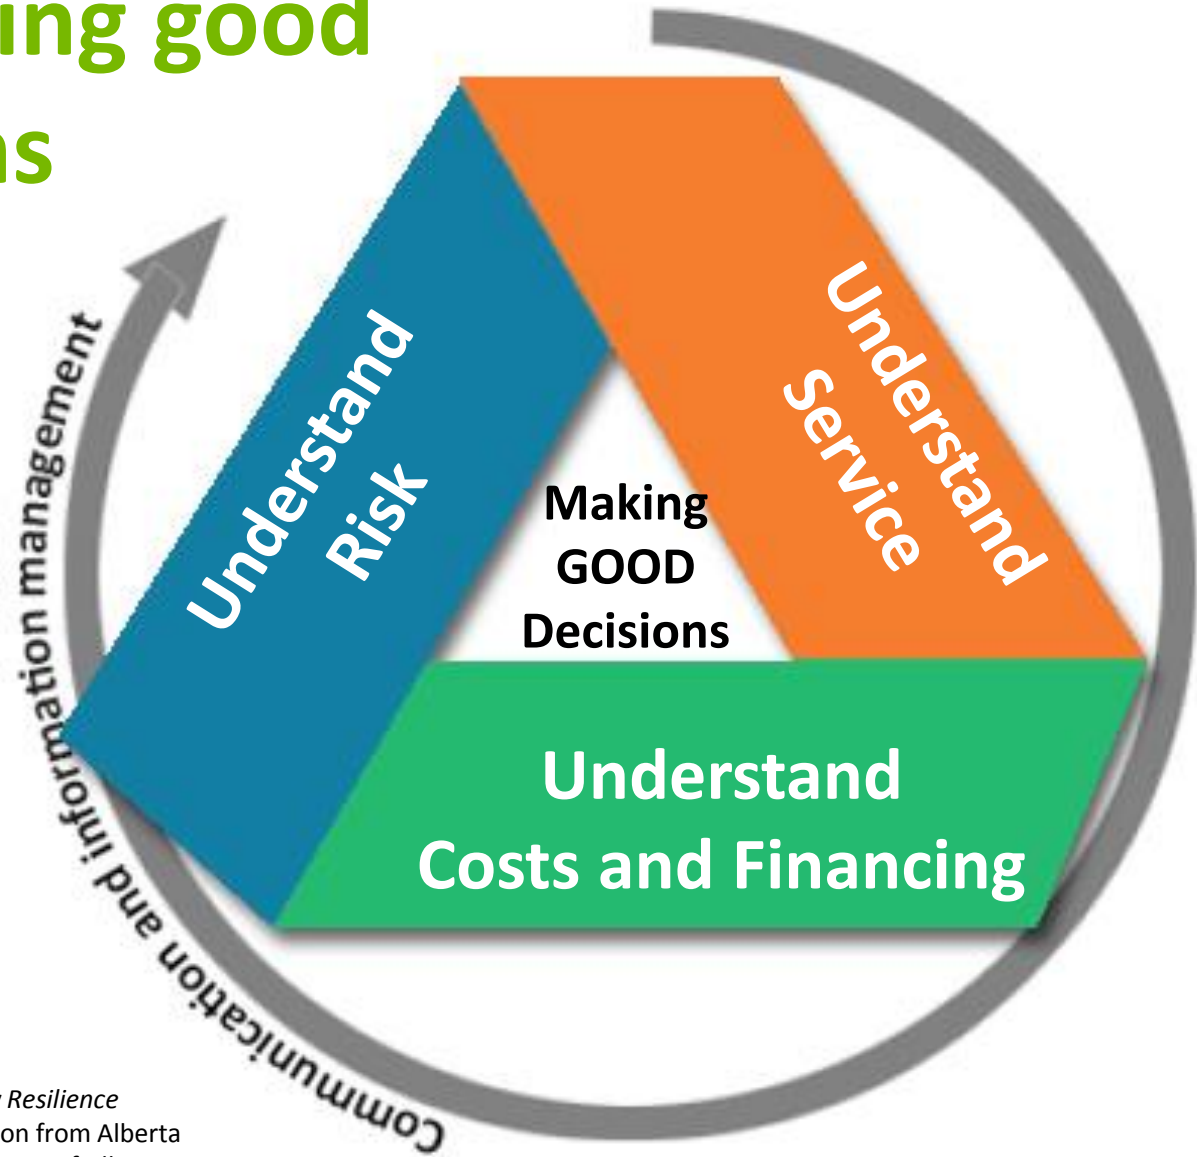 ing good
ns
Understand
Risk
Understand
Service
Making
GOOD
Decisions
Understand
Costs and Financing
Communication and information management
Resilience
on from Alberta